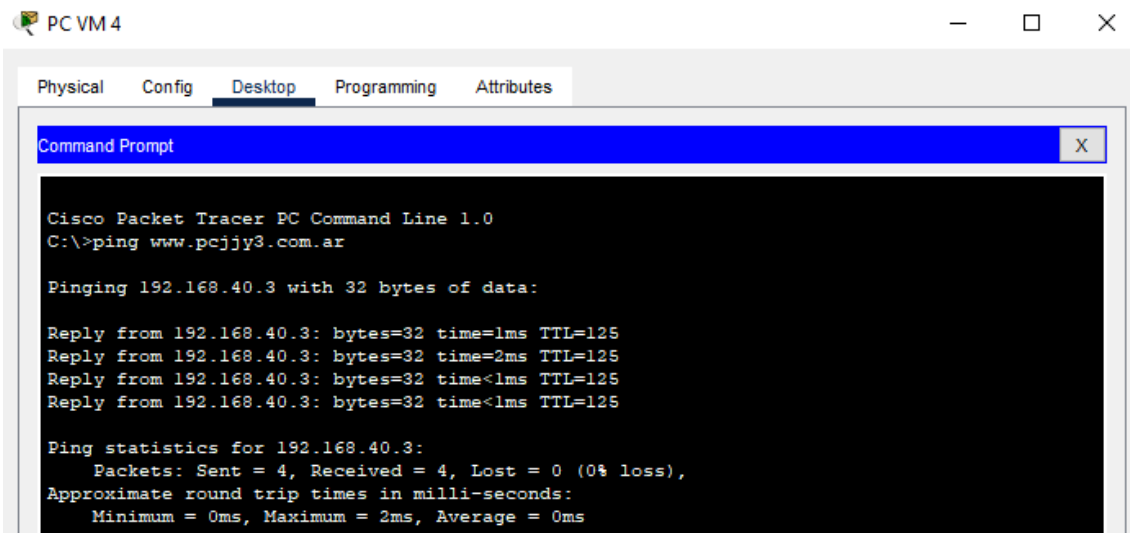 PC VM 4
Physical Config Desktop Programming Attributes
Command Prompt X
Cisco Packet Tracer PC Command Line 1.0
C:\>ping www.pcjjy3.com.ar
Pinging 192.168.40.3 with 32 bytes of data:
Reply from 192.168.40.3: bytes=32 time=1ms TTL=125
Reply from 192.168.40.3: bytes=32 time=2ms TTL=125
Reply from 192.168.40.3: bytes=32 time<1ms TTL=125
Reply from 192.168.40.3: bytes=32 time<1ms TTL=125
Ping statistics for 192.168.40.3:
Packets: Sent = 4, Received = 4, Lost = 0 (0% loss),
Approximate round trip times in milli-seconds:
Minimum = 0ms, Maximum = 2ms, Average = 0ms